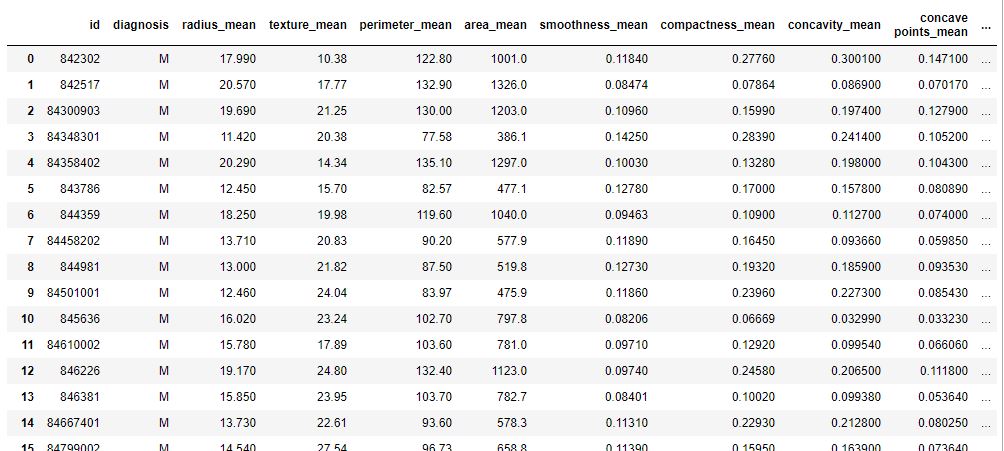 id diagnosis radius_mean texture_mean perimeter_mean area_mean smoothness_mean compactness_mean concavity_mean concave points_mean ...
0 842302 M 17.990 10.38 122.80 1001.0 0.11840 0.27760 0.300100 0.147100 ...
1 842517 M 20.570 17.77 132.90 1326.0 0.08474 0.07864 0.086900 0.070170 ...
2 84300903 M 19.690 21.25 130.00 1203.0 0.10960 0.15990 0.197400 0.127900 ...
3 84348301 M 11.420 20.38 77.58 386.1 0.14250 0.28390 0.241400 0.105200 ...
4 84358402 M 20.290 14.34 135.10 1297.0 0.10030 0.13280 0.198000 0.104300 ...
5 843786 M 12.450 15.70 82.57 477.1 0.12780 0.17000 0.157800 0.080890 ...
6 844359 M 18.250 19.98 119.60 1040.0 0.09463 0.10900 0.112700 0.074000 ...
7 84458202 M 13.710 20.83 90.20 577.9 0.11890 0.16450 0.093660 0.059850 ...
8 844981 M 13.000 21.82 87.50 519.8 0.12730 0.19320 0.185900 0.093530 ...
9 84501001 M 12.460 24.04 83.97 475.9 0.11860 0.23960 0.227300 0.085430 ...
10 845636 M 16.020 23.24 102.70 797.8 0.08206 0.06669 0.032990 0.033230 ...
11 84610002 M 15.780 17.89 103.60 781.0 0.09710 0.12920 0.099540 0.066060 ...
12 846226 M 19.170 24.80 132.40 1123.0 0.09740 0.24580 0.206500 0.111800 ...
13 846381 M 15.850 23.95 103.70 782.7 0.08401 0.10020 0.099380 0.053640 ...
14 84667401 M 13.730 22.61 93.60 578.3 0.11310 0.22930 0.212800 0.080250 ...
15 84799002 M 14.540 27.54 96.73 658.8 0.11390 0.15950 0.163900 0.073640 ...